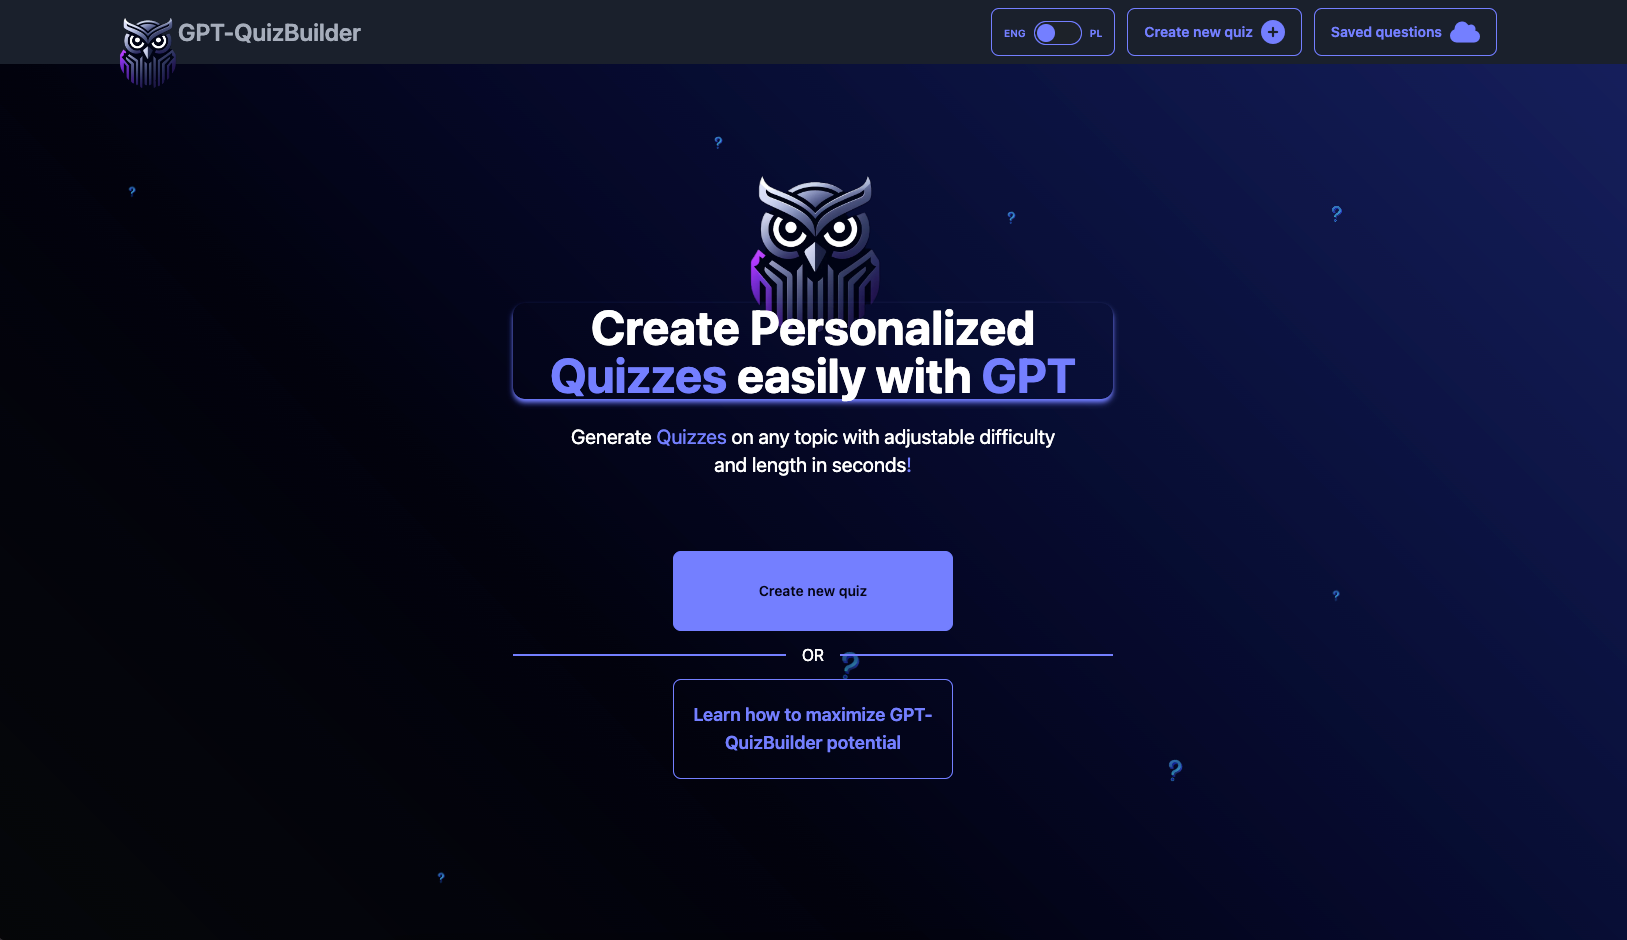 GPT-QuizBuilder
ENG PL
Create new quiz
Saved questions
?
?
?
?
Create Personalized
Quizzes easily with GPT
Generate Quizzes on any topic with adjustable difficulty
and length in seconds!
Create new quiz
?
OR
?
Learn how to maximize GPT-
QuizBuilder potential
?
?